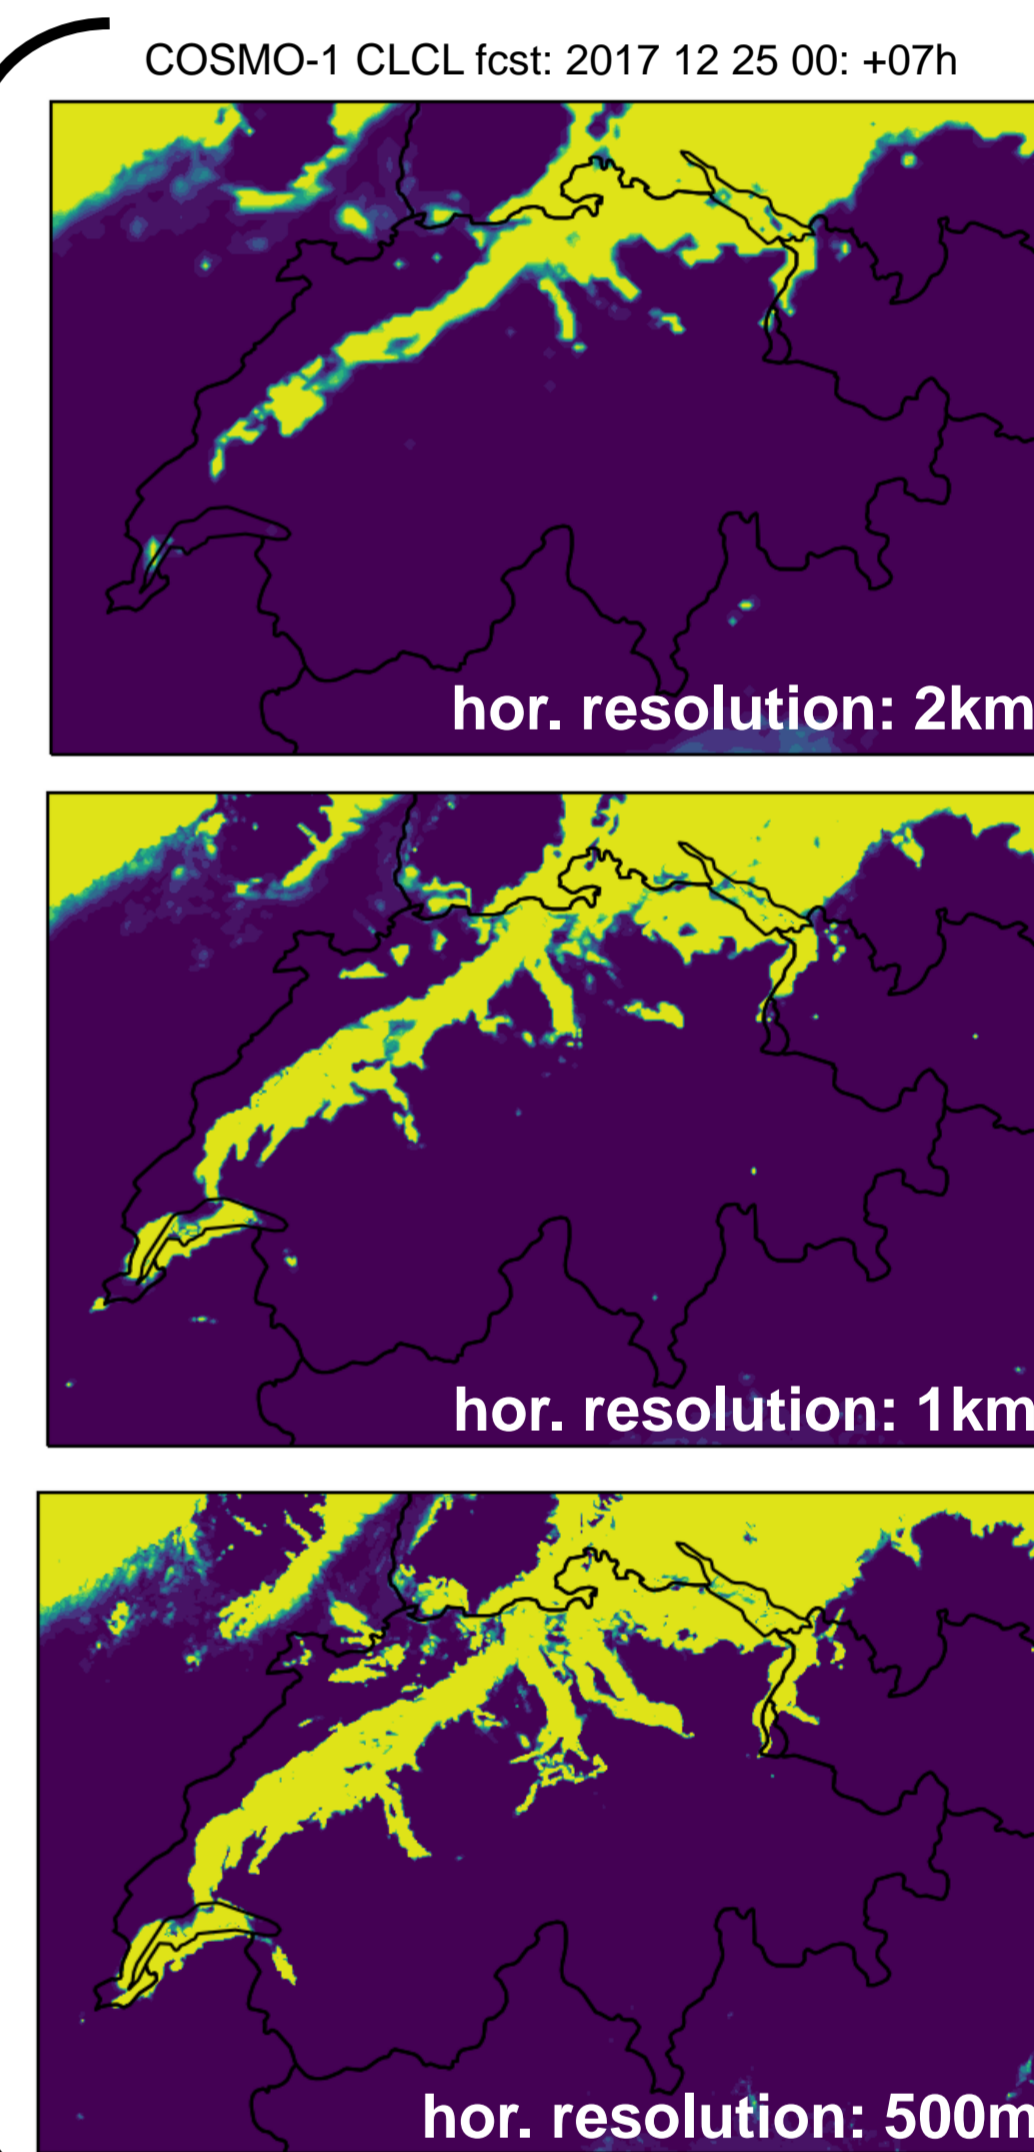 COSMO-1 CLCL fcst: 2017 12 25 00: +07h
hor. resolution: 2km
hor. resolution: 1km
hor. resolution: 500m